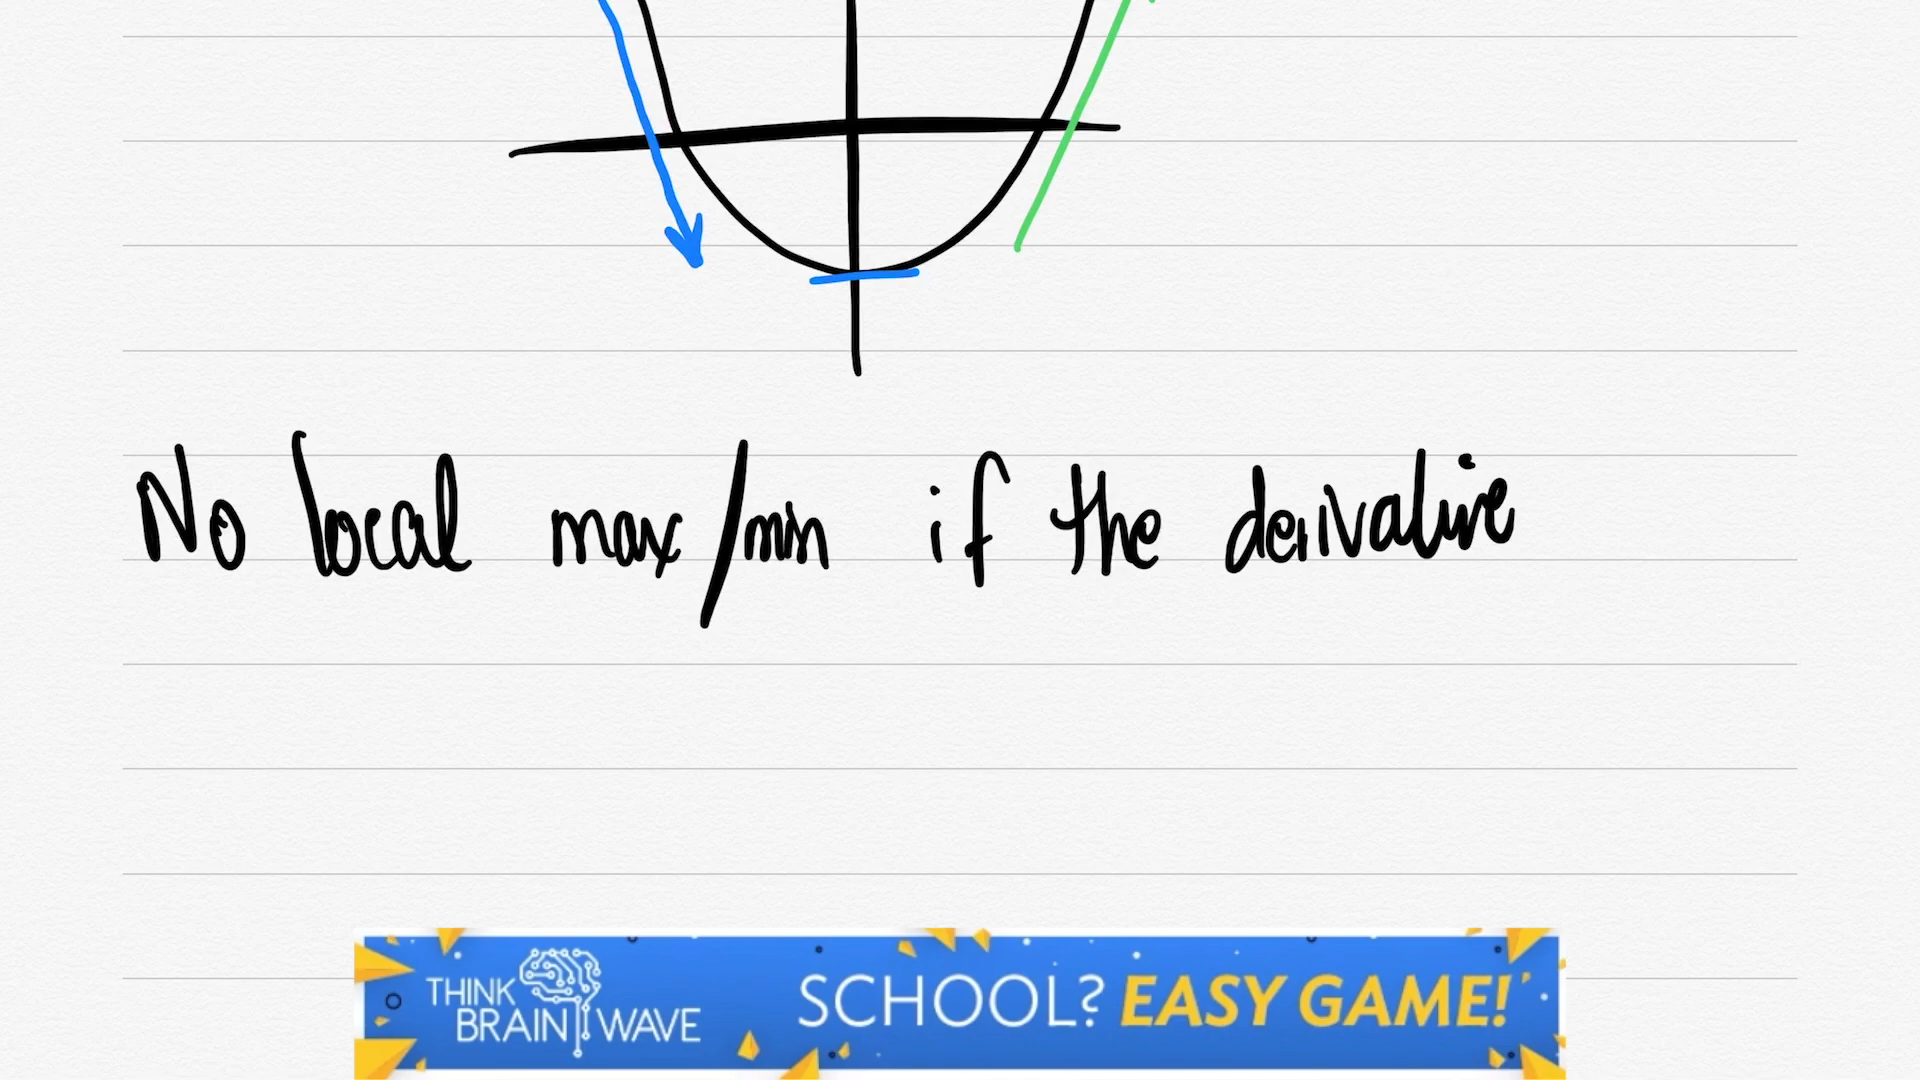 No local max/min if the derivative
THINK BRAIN WAVE
SCHOOL? EASY GAME!